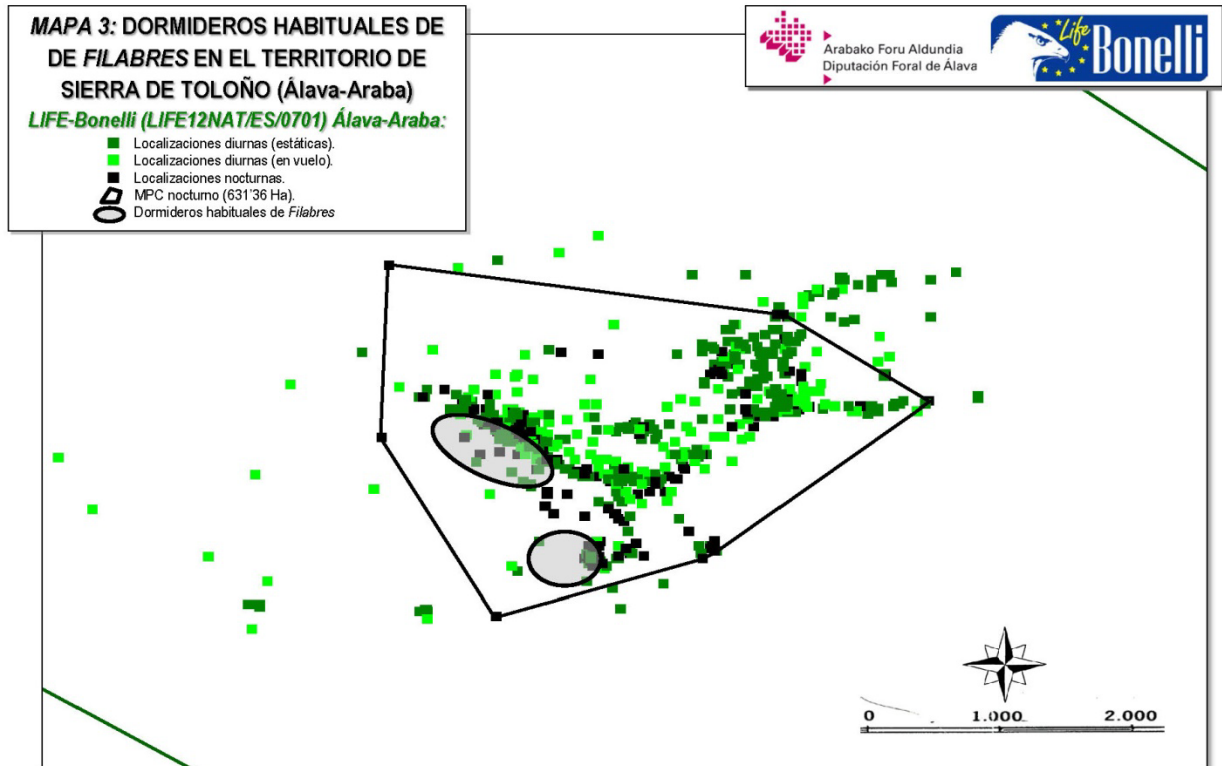 MAPA 3: DORMIDEROS HABITUALES DE
DE FILABRES EN EL TERRITORIO DE
SIERRA DE TOLOÑO (Álava-Araba)
LIFE-Bonelli (LIFE12NAT/ES/0701) Álava-Araba:
Localizaciones diurnas (estáticas).
Localizaciones diurnas (en vuelo).
Localizaciones nocturnas.
MPC nocturno (631'36 Ha).
Dormideros habituales de Filabres
Arabako Foru Aldundia
Diputación Foral de Álava
Life
Bonelli
0 1.000 2.000